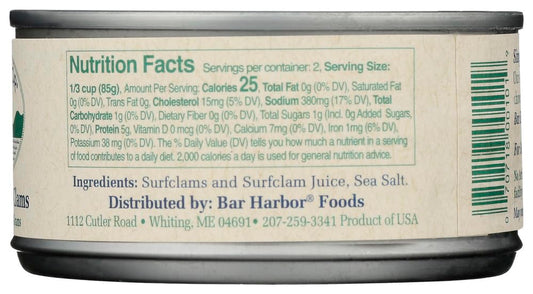 Nutrition Facts Servings per container: 2, Serving Size:
1/3 cup (85g), Amount Per Serving: Calories 25, Total Fat 0g (0% DV), Saturated Fat
0g (0% DV), Trans Fat 0g, Cholesterol 15mg (5% DV), Sodium 380mg (17% DV), Total
Carbohydrate 1g (0% DV), Dietary Fiber 0g (0% DV), Total Sugars 1g (Incl. 0g Added Sugars,
0% DV), Protein 5g, Vitamin D 0 mcg (0% DV), Calcium 7mg (0% DV), Iron 1mg (6% DV),
Potassium 38 mg (0% DV). The % Daily Value (DV) tells you how much a nutrient in a serving
of food contributes to a daily diet. 2,000 calories a day is used for general nutrition advice.
Ingredients: Surfclams and Surfclam Juice, Sea Salt.
Distributed by: Bar Harbor® Foods
1112 Cutler Road • Whiting, ME 04691 • 207-259-3341 Product of USA